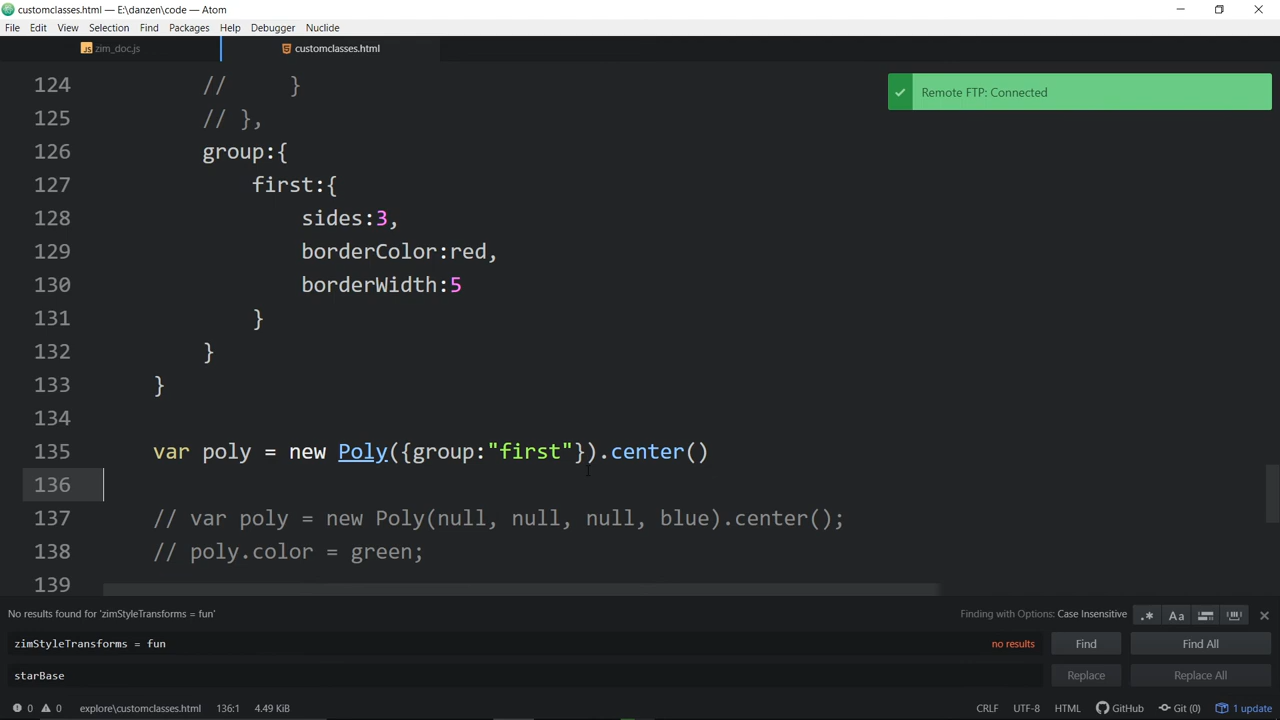 customclasses.html — E:\danzen\code — Atom
File Edit View Selection Find Packages Help Debugger Nuclide
JS zim_doc.js
customclasses.html
124 // }
Remote FTP: Connected
125 // },
126 group:{
127 first:{
128 sides:3,
129 borderColor:red,
130 borderWidth:5
131 }
132 }
133 }
134
135 var poly = new Poly({group:"first"}).center()
136
137 // var poly = new Poly(null, null, null, blue).center();
138 // poly.color = green;
139
No results found for 'zimStyleTransforms = fun'
Finding with Options: Case Insensitive
.* Aa
zimStyleTransforms = fun
no results
Find
Find All
starBase
Replace
Replace All
0 0 explore\customclasses.html 136:1 4.49 KiB
CRLF UTF-8 HTML GitHub Git (0) 1 update